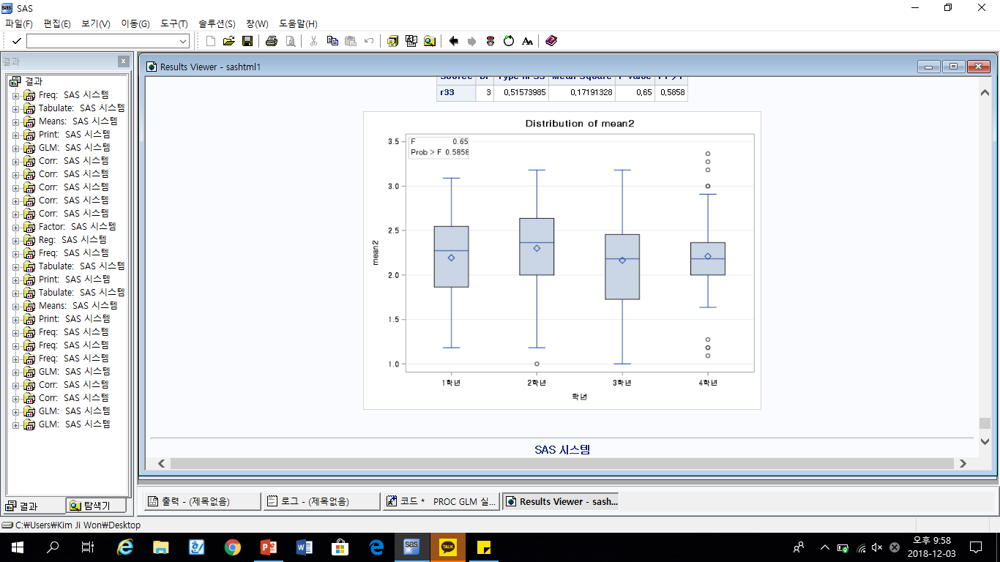 SAS
파일(F) 편집(E) 보기(V) 이동(G) 도구(T) 솔루션(S) 창(W) 도움말(H)
결과
결과
Freq: SAS 시스템
Tabulate: SAS 시스템
Means: SAS 시스템
Print: SAS 시스템
GLM: SAS 시스템
Corr: SAS 시스템
Corr: SAS 시스템
Corr: SAS 시스템
Corr: SAS 시스템
Corr: SAS 시스템
Factor: SAS 시스템
Reg: SAS 시스템
Freq: SAS 시스템
Tabulate: SAS 시스템
Print: SAS 시스템
Tabulate: SAS 시스템
Means: SAS 시스템
Print: SAS 시스템
Freq: SAS 시스템
Freq: SAS 시스템
Freq: SAS 시스템
GLM: SAS 시스템
Corr: SAS 시스템
Corr: SAS 시스템
GLM: SAS 시스템
GLM: SAS 시스템
결과 탐색기
Results Viewer - sashtml1
r33 3 0,51573985 0,17191328 0,65 0,5858
Distribution of mean2
F 0.65
Prob > F 0.5858
3.5
3.0
2.5
2.0
1.5
1.0
mean2
1학년 2학년 3학년 4학년
학년
SAS 시스템
출력 - (제목없음) 로그 - (제목없음) 코드 * PROC GLM 실... Results Viewer - sash...
C:₩Users₩Kim Ji Won₩Desktop
sas TALK
오후 9:58
2018-12-03